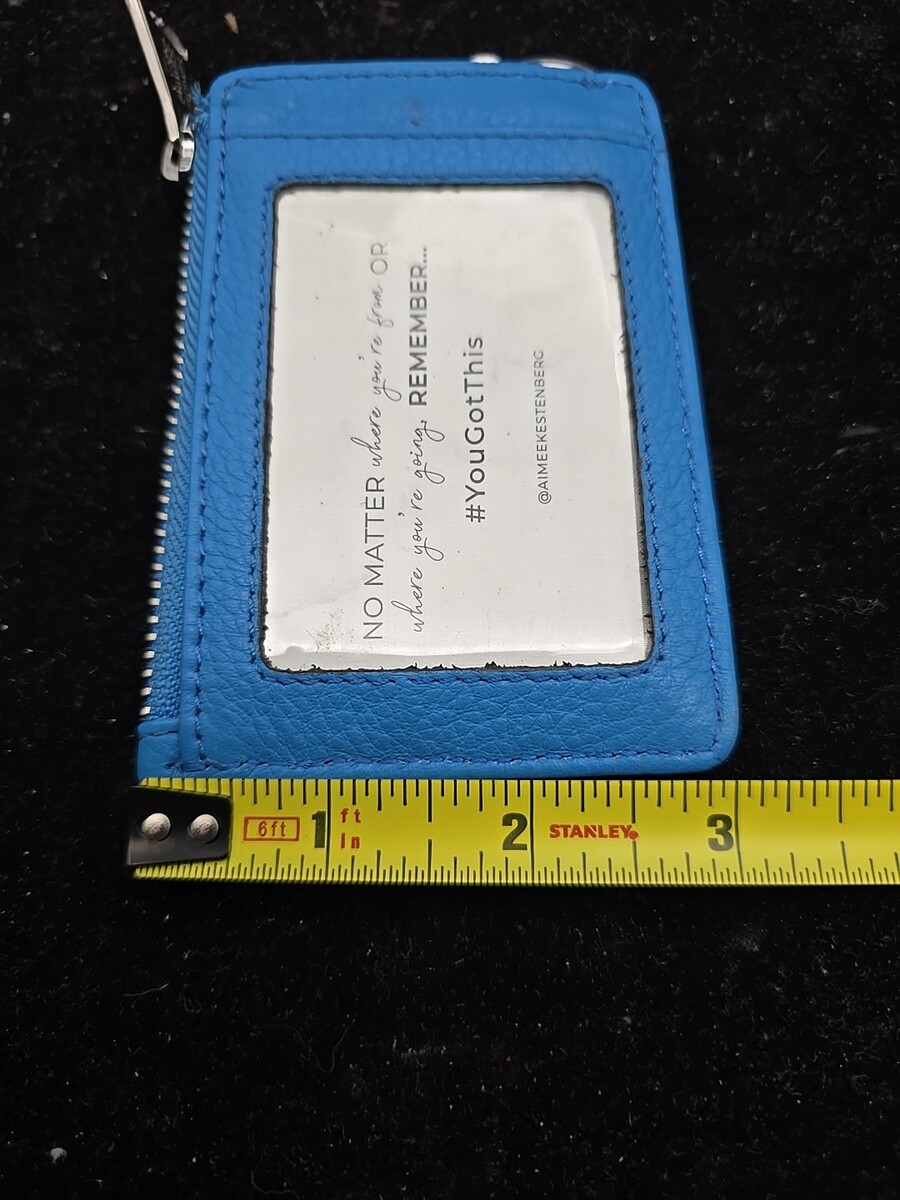 NO MATTER where you're from OR
where you're going, REMEMBER...
#YouGotThis
@AIMEEKESTENBERG
6ft 1 ft 2 STANLEY 3
in